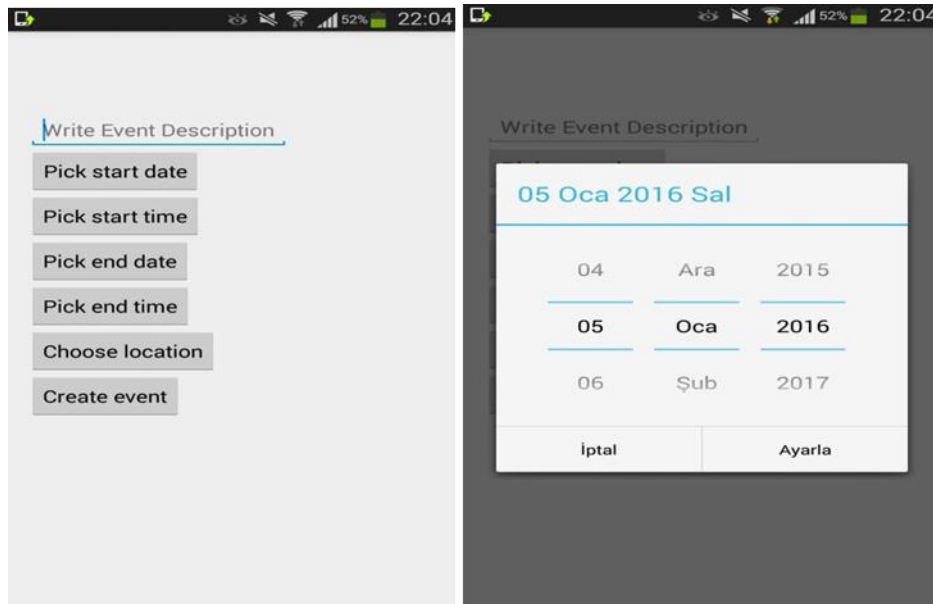 52% 22:04
Write Event Description
Pick start date
Pick start time
Pick end date
Pick end time
Choose location
Create event
52% 22:04
Write Event Description
05 Oca 2016 Sal
04 Ara 2015
05 Oca 2016
06 Şub 2017
İptal Ayarla